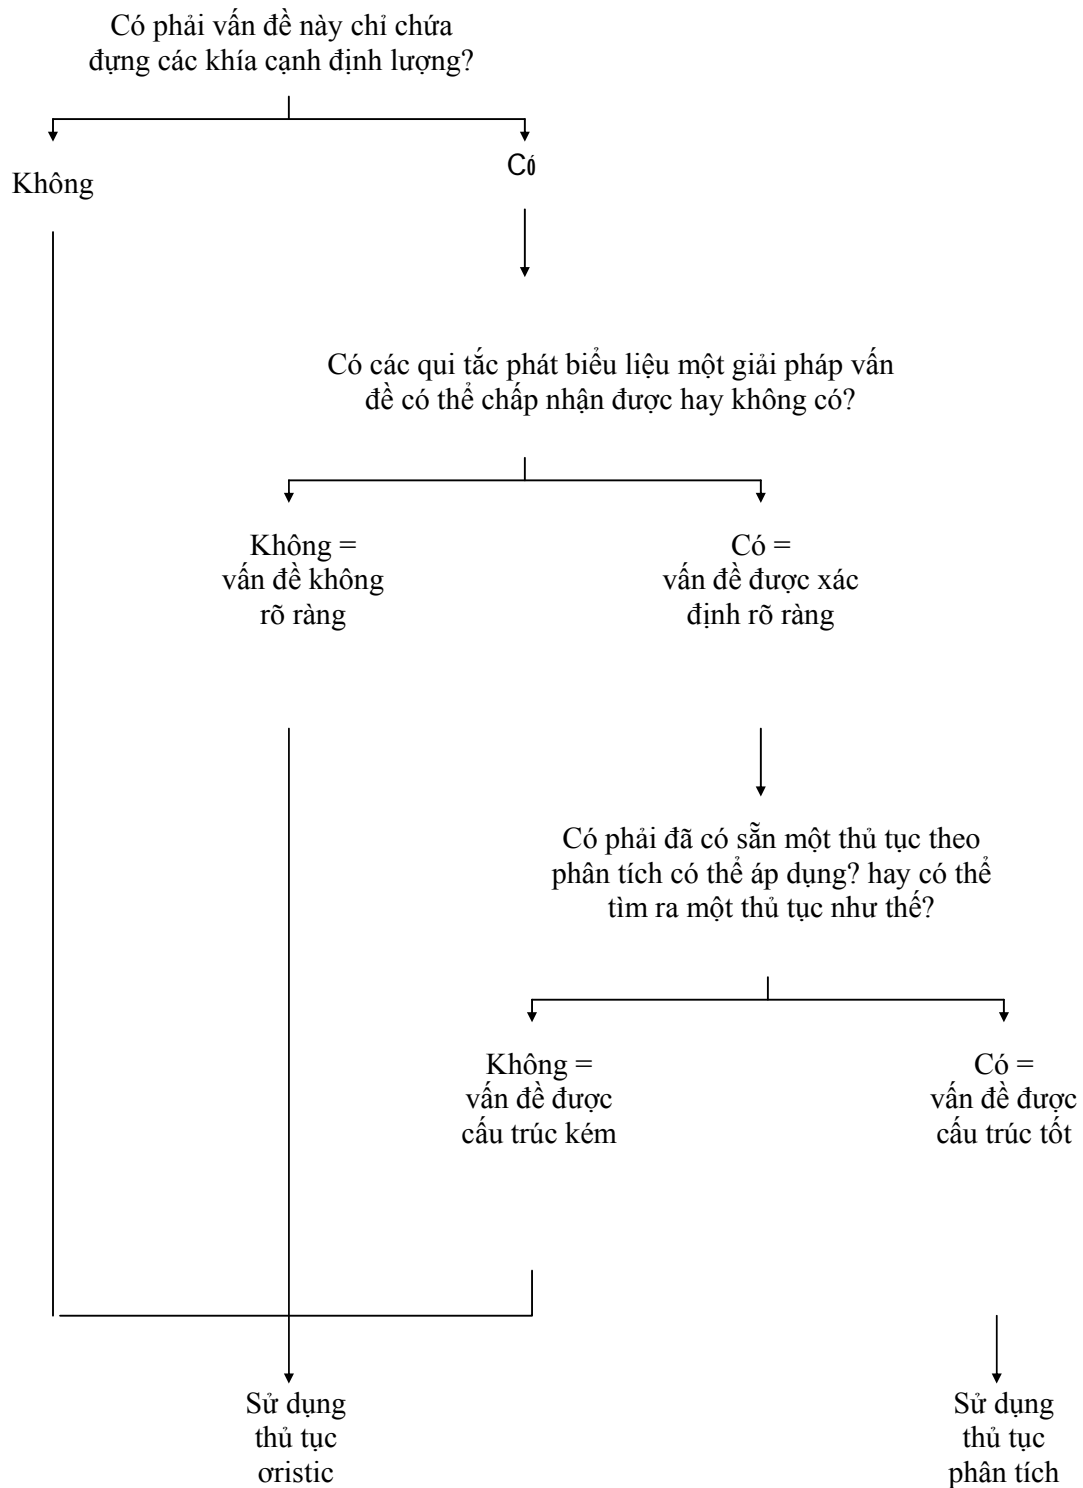 Có phải vấn đề này chỉ chứa
đựng các khía cạnh định lượng?
Không
Có
Có các qui tắc phát biểu liệu một giải pháp vấn
đề có thể chấp nhận được hay không có?
Không =
vấn đề không
rõ ràng
Có =
vấn đề được xác
định rõ ràng
Có phải đã có sẵn một thủ tục theo
phân tích có thể áp dụng? hay có thể
tìm ra một thủ tục như thế?
Không =
vấn đề được
cấu trúc kém
Có =
vấn đề được
cấu trúc tốt
Sử dụng
thủ tục
ơristic
Sử dụng
thủ tục
phân tích